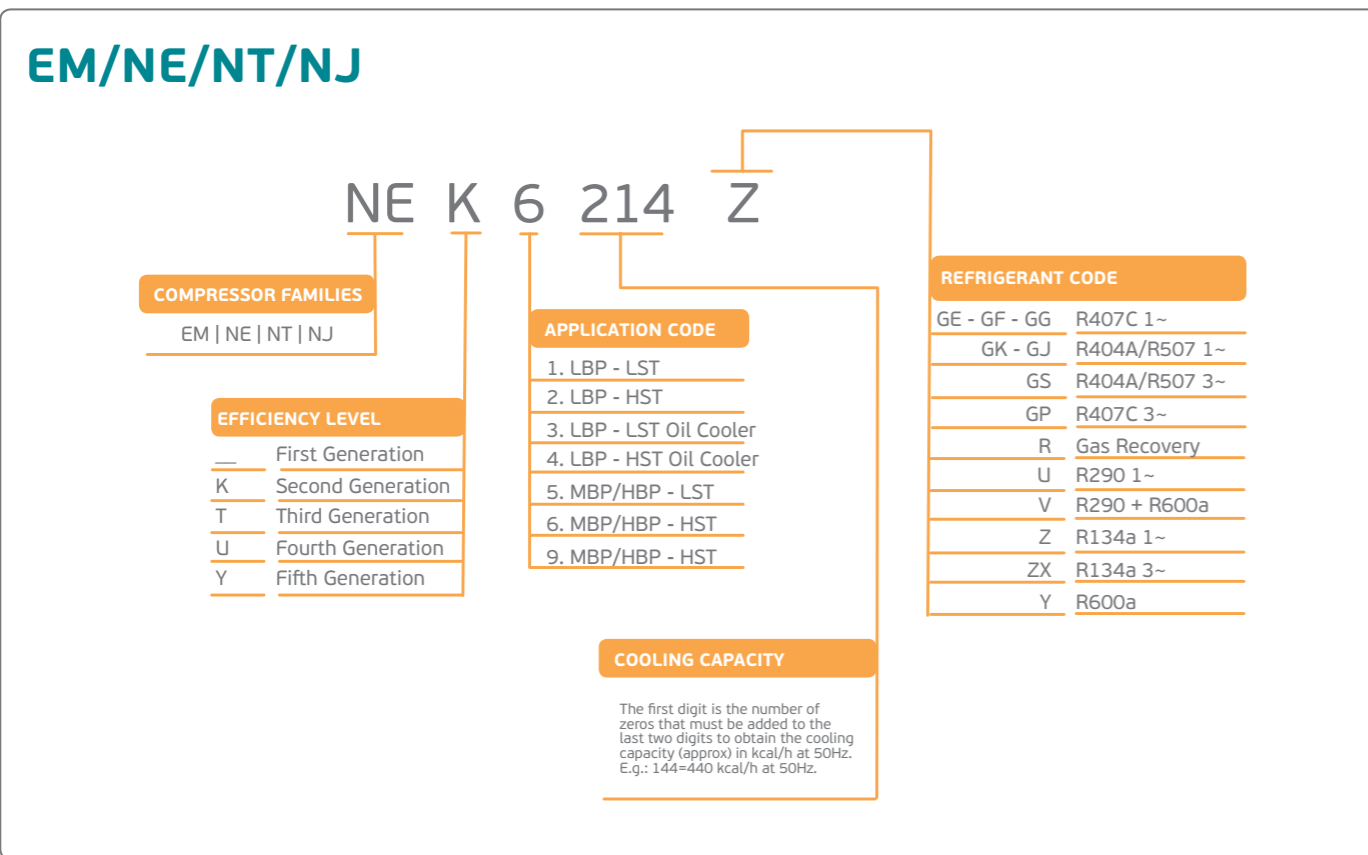 EM/NE/NT/NJ
NE K 6 214 Z
COMPRESSOR FAMILIES
EM | NE | NT | NJ
EFFICIENCY LEVEL
__ First Generation
K Second Generation
T Third Generation
U Fourth Generation
Y Fifth Generation
APPLICATION CODE
1. LBP - LST
2. LBP - HST
3. LBP - LST Oil Cooler
4. LBP - HST Oil Cooler
5. MBP/HBP - LST
6. MBP/HBP - HST
9. MBP/HBP - HST
COOLING CAPACITY
The first digit is the number of
zeros that must be added to the
last two digits to obtain the cooling
capacity (approx) in kcal/h at 50Hz.
E.g.: 144=440 kcal/h at 50Hz.
REFRIGERANT CODE
GE - GF - GG R407C 1~
GK - GJ R404A/R507 1~
GS R404A/R507 3~
GP R407C 3~
R Gas Recovery
U R290 1~
V R290 + R600a
Z R134a 1~
ZX R134a 3~
Y R600a